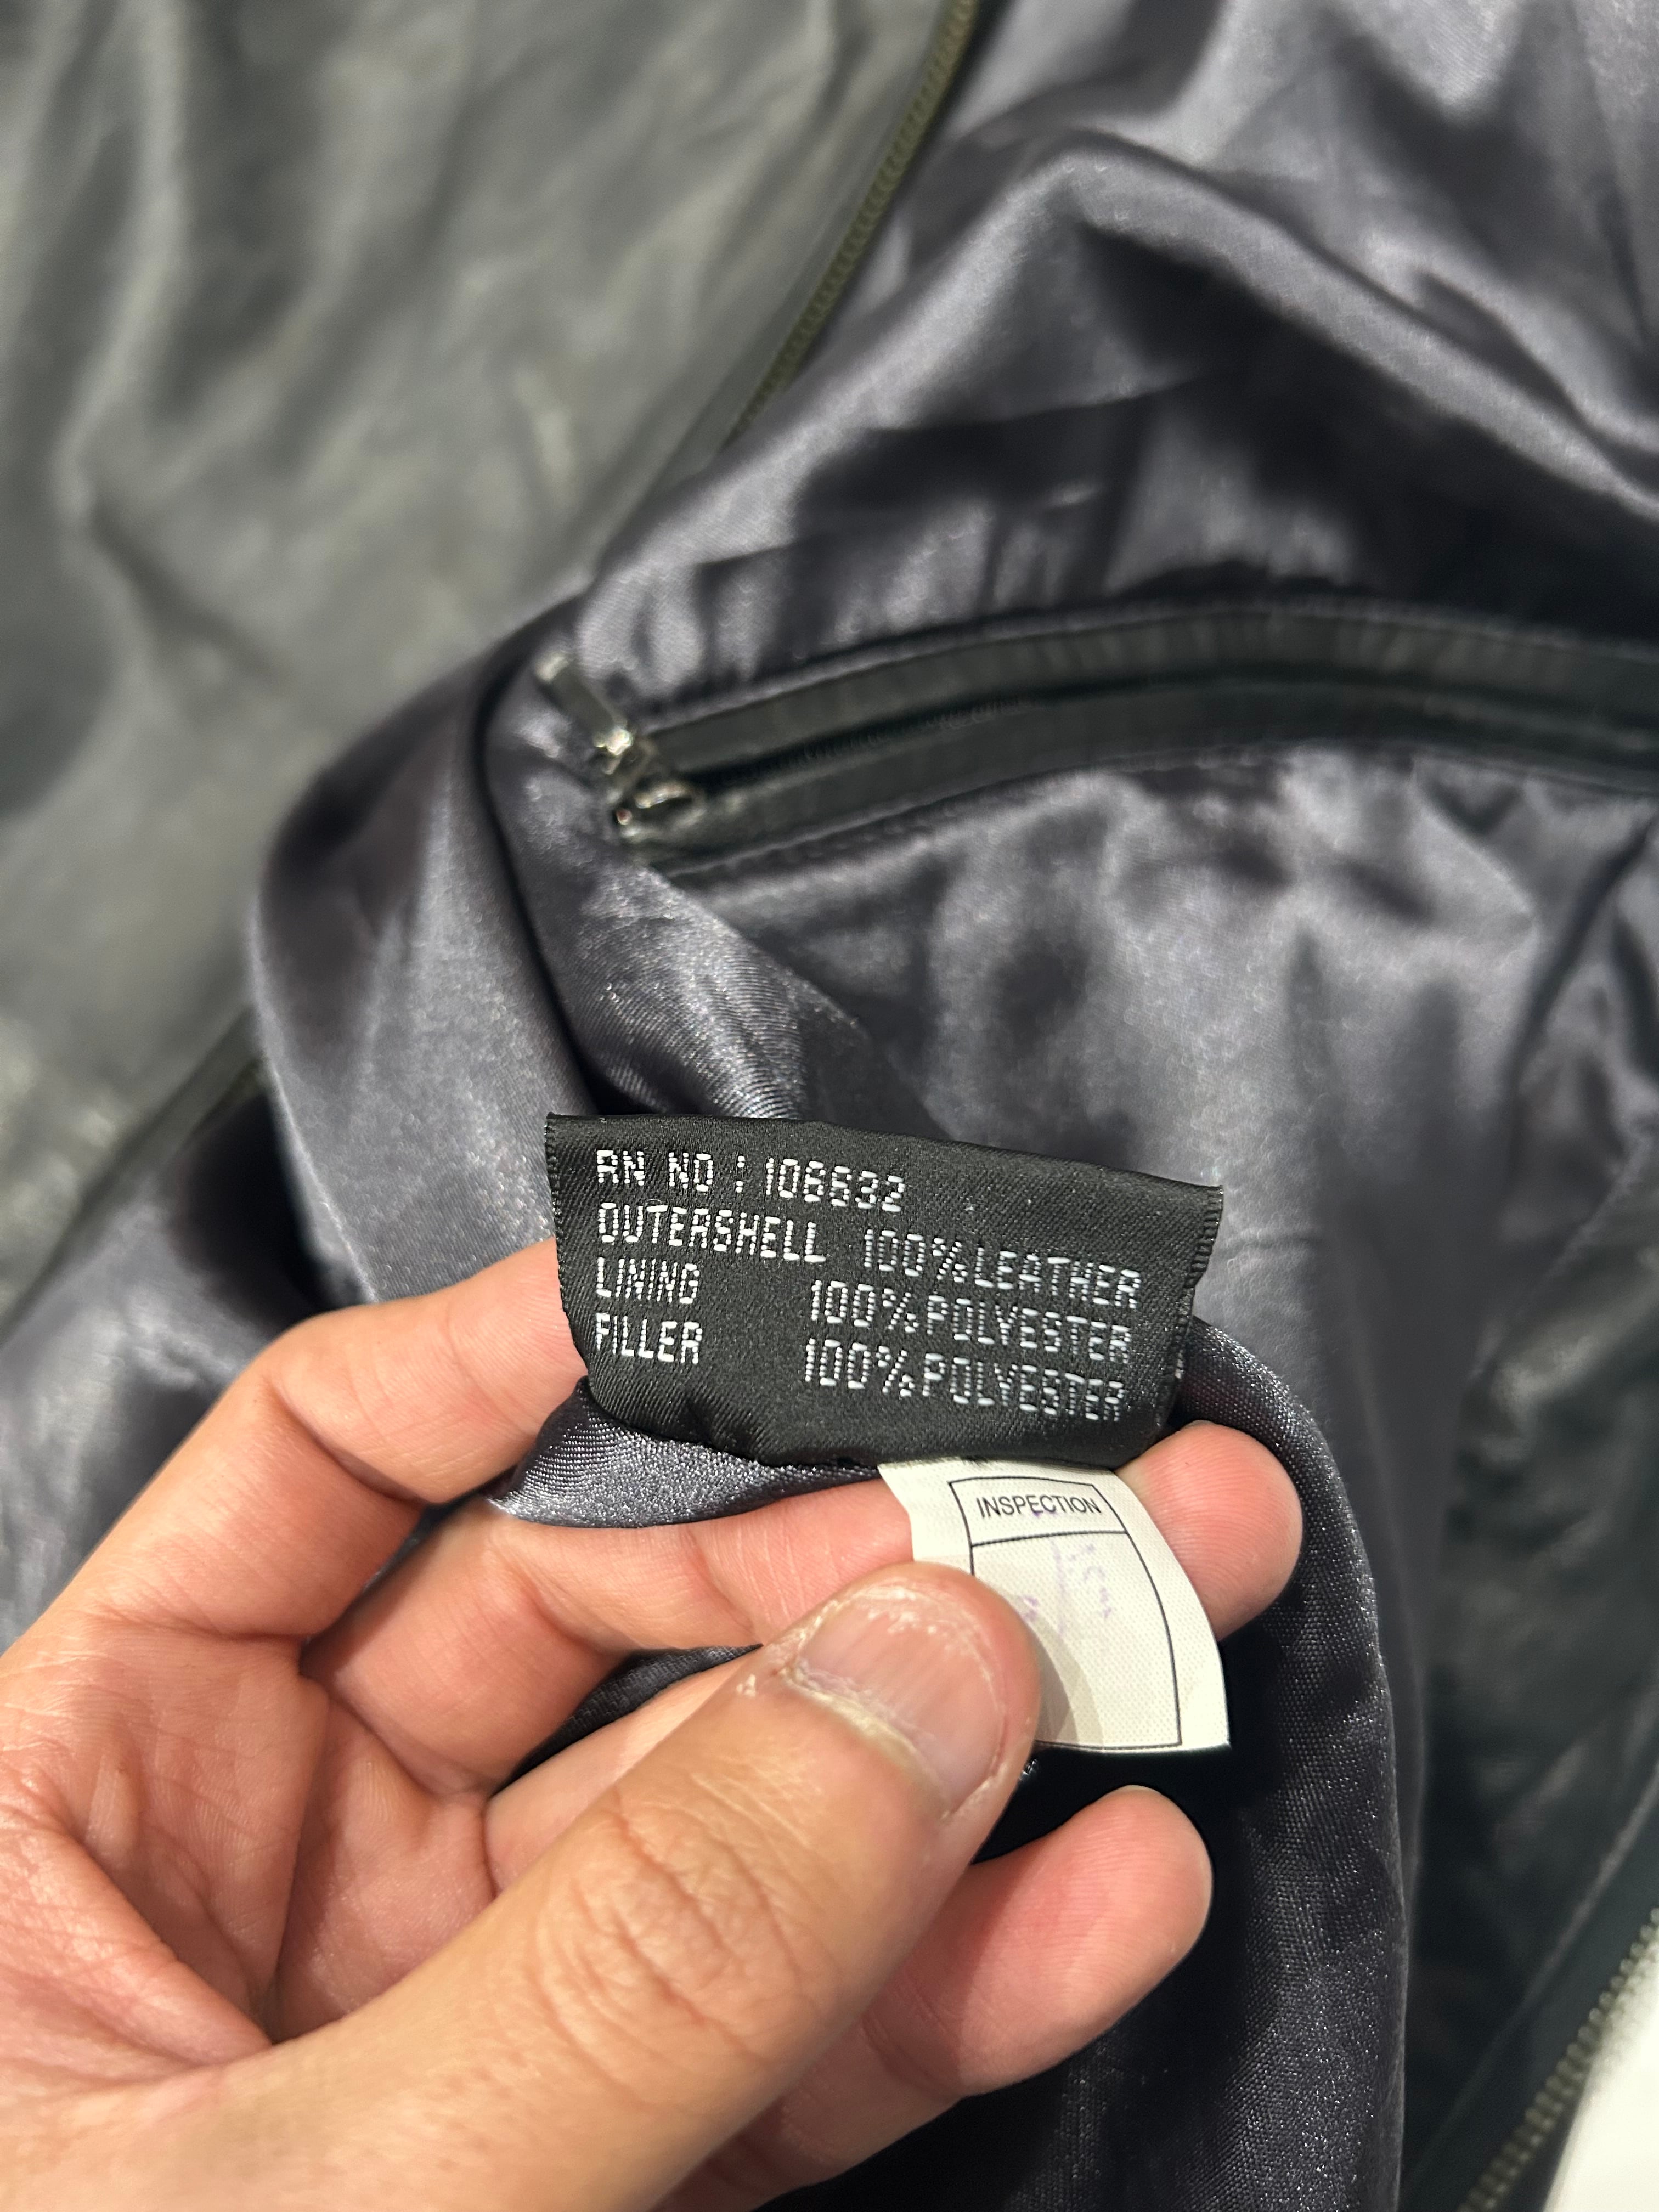 RN NO : 106632
OUTERSHELL 100% LEATHER
LINING 100% POLYESTER
FILLER 100% POLYESTER
INSPECTION